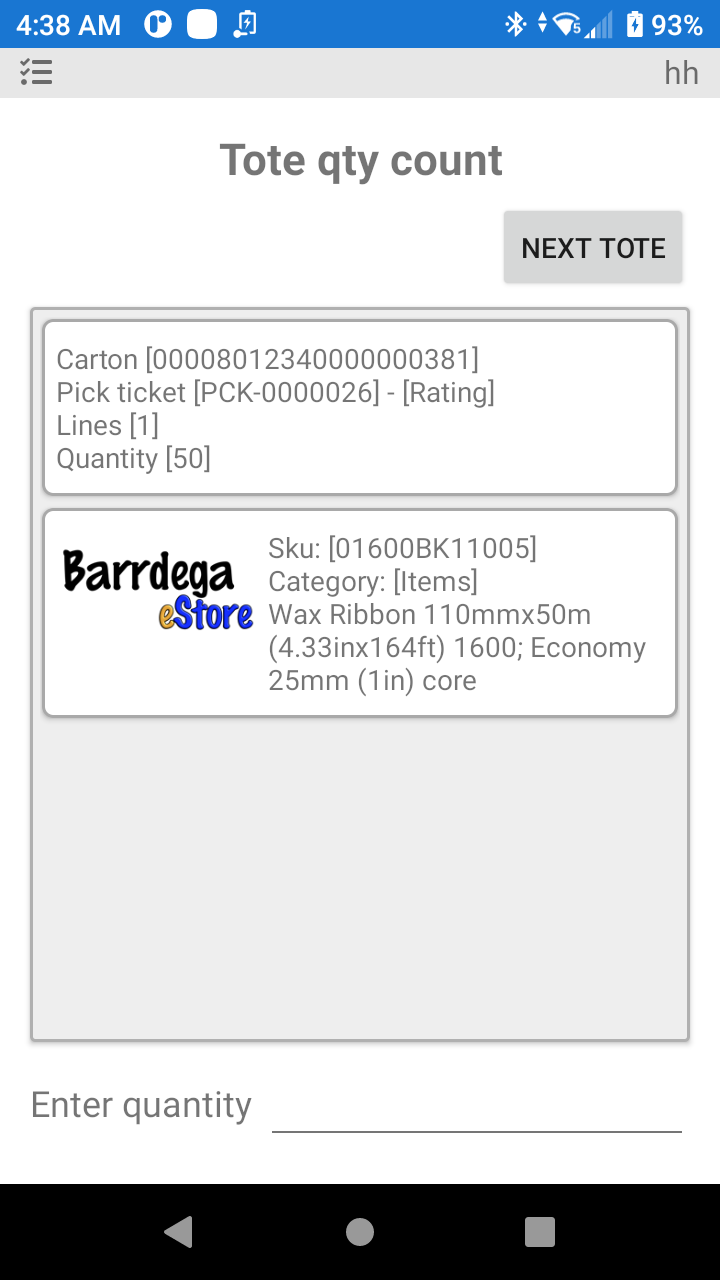 4:38 AM 5 93%
hh
Tote qty count
NEXT TOTE
Carton [00008012340000000381]
Pick ticket [PCK-0000026] - [Rating]
Lines [1]
Quantity [50]
Barrdega
eStore
Sku: [01600BK11005]
Category: [Items]
Wax Ribbon 110mmx50m
(4.33inx164ft) 1600; Economy
25mm (1in) core
Enter quantity